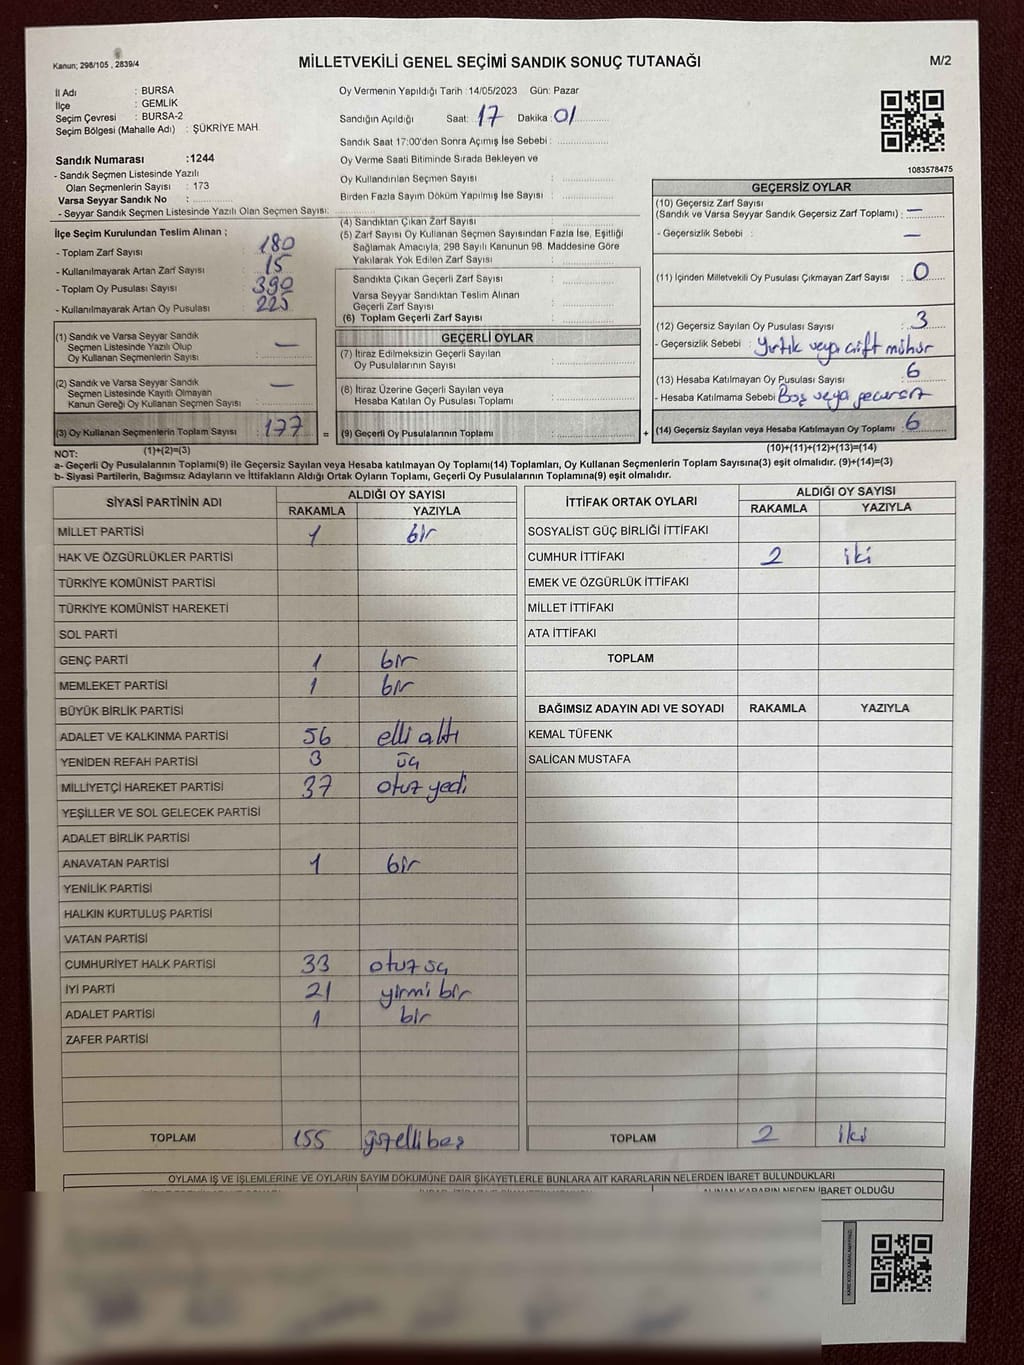 Kanun; 298/105 , 2839/4
MİLLETVEKİLİ GENEL SEÇİMİ SANDIK SONUÇ TUTANAĞI
M/2
İl Adı : BURSA
İlçe : GEMLİK
Seçim Çevresi : BURSA-2
Seçim Bölgesi (Mahalle Adı) : ŞÜKRİYE MAH.
Sandık Numarası :1244
- Sandık Seçmen Listesinde Yazılı
Olan Seçmenlerin Sayısı : 173
Varsa Seyyar Sandık No :
- Seyyar Sandık Seçmen Listesinde Yazılı Olan Seçmen Sayısı:
Oy Vermenin Yapıldığı Tarih :14/05/2023 Gün: Pazar
Sandığın Açıldığı Saat: 17 Dakika: 01
Sandık Saat 17:00'den Sonra Açımış İse Sebebi :
Oy Verme Saati Bitiminde Sırada Bekleyen ve
Oy Kullandırılan Seçmen Sayısı :
Birden Fazla Sayım Döküm Yapılmış İse Sayısı :
1083578475
İlçe Seçim Kurulundan Teslim Alınan ;
- Toplam Zarf Sayısı : 180
- Kullanılmayarak Artan Zarf Sayısı : 15
- Toplam Oy Pusulası Sayısı : 390
- Kullanılmayarak Artan Oy Pusulası : 225
(1) Sandık ve Varsa Seyyar Sandık
Seçmen Listesinde Yazılı Olup
Oy Kullanan Seçmenlerin Sayısı : —
(2) Sandık ve Varsa Seyyar Sandık
Seçmen Listesinde Kayıtlı Olmayan
Kanun Gereği Oy Kullanan Seçmen Sayısı : —
(3) Oy Kullanan Seçmenlerin Toplam Sayısı : 177
(1)+(2)=(3)
(4) Sandıktan Çıkan Zarf Sayısı :
(5) Zarf Sayısı Oy Kullanan Seçmen Sayısından Fazla İse, Eşitliği
Sağlamak Amacıyla, 298 Sayılı Kanunun 98. Maddesine Göre
Yakılarak Yok Edilen Zarf Sayısı :
Sandıkta Çıkan Geçerli Zarf Sayısı :
Varsa Seyyar Sandıktan Teslim Alınan
Geçerli Zarf Sayısı :
(6) Toplam Geçerli Zarf Sayısı :
GEÇERLİ OYLAR
(7) İtiraz Edilmeksizin Geçerli Sayılan
Oy Pusulalarının Sayısı :
(8) İtiraz Üzerine Geçerli Sayılan veya
Hesaba Katılan Oy Pusulası Toplamı :
= (9) Geçerli Oy Pusulalarının Toplamı :
GEÇERSİZ OYLAR
(10) Geçersiz Zarf Sayısı
(Sandık ve Varsa Seyyar Sandık Geçersiz Zarf Toplamı) : —
- Geçersizlik Sebebi : —
(11) İçinden Milletvekili Oy Pusulası Çıkmayan Zarf Sayısı : 0
(12) Geçersiz Sayılan Oy Pusulası Sayısı : 3
- Geçersizlik Sebebi : Yırtık veya çift mühür
(13) Hesaba Katılmayan Oy Pusulası Sayısı : 6
- Hesaba Katılmama Sebebi : Boş veya geçersiz
+ (14) Geçersiz Sayılan veya Hesaba Katılmayan Oy Toplamı : 6
(10)+(11)+(12)+(13)=(14)
NOT:
a- Geçerli Oy Pusulalarının Toplamı(9) ile Geçersiz Sayılan veya Hesaba katılmayan Oy Toplamı(14) Toplamları, Oy Kullanan Seçmenlerin Toplam Sayısına(3) eşit olmalıdır. (9)+(14)=(3)
b- Siyasi Partilerin, Bağımsız Adayların ve İttifakların Aldığı Ortak Oyların Toplamı, Geçerli Oy Pusulalarının Toplamına(9) eşit olmalıdır.
SİYASİ PARTİNİN ADI ALDIĞI OY SAYISI
RAKAMLA YAZIYLA
MİLLET PARTİSİ 1 bir
HAK VE ÖZGÜRLÜKLER PARTİSİ
TÜRKİYE KOMÜNİST PARTİSİ
TÜRKİYE KOMÜNİST HAREKETİ
SOL PARTİ
GENÇ PARTİ 1 bir
MEMLEKET PARTİSİ 1 bir
BÜYÜK BİRLİK PARTİSİ
ADALET VE KALKINMA PARTİSİ 56 elli altı
YENİDEN REFAH PARTİSİ 3 üç
MİLLİYETÇİ HAREKET PARTİSİ 37 otuz yedi
YEŞİLLER VE SOL GELECEK PARTİSİ
ADALET BİRLİK PARTİSİ
ANAVATAN PARTİSİ 1 bir
YENİLİK PARTİSİ
HALKIN KURTULUŞ PARTİSİ
VATAN PARTİSİ
CUMHURİYET HALK PARTİSİ 33 otuz üç
İYİ PARTİ 21 yirmi bir
ADALET PARTİSİ 1 bir
ZAFER PARTİSİ
TOPLAM 155 yüzelli beş
İTTİFAK ORTAK OYLARI ALDIĞI OY SAYISI
RAKAMLA YAZIYLA
SOSYALİST GÜÇ BİRLİĞİ İTTİFAKI
CUMHUR İTTİFAKI 2 iki
EMEK VE ÖZGÜRLÜK İTTİFAKI
MİLLET İTTİFAKI
ATA İTTİFAKI
TOPLAM
BAĞIMSIZ ADAYIN ADI VE SOYADI RAKAMLA YAZIYLA
KEMAL TÜFENK
SALİCAN MUSTAFA
TOPLAM 2 iki
OYLAMA İŞ VE İŞLEMLERİNE VE OYLARIN SAYIM DÖKÜMÜNE DAİR ŞİKAYETLERLE BUNLARA AİT KARARLARIN NELERDEN İBARET BULUNDUKLARI
ALINAN KARARIN NEDEN İBARET OLDUĞU